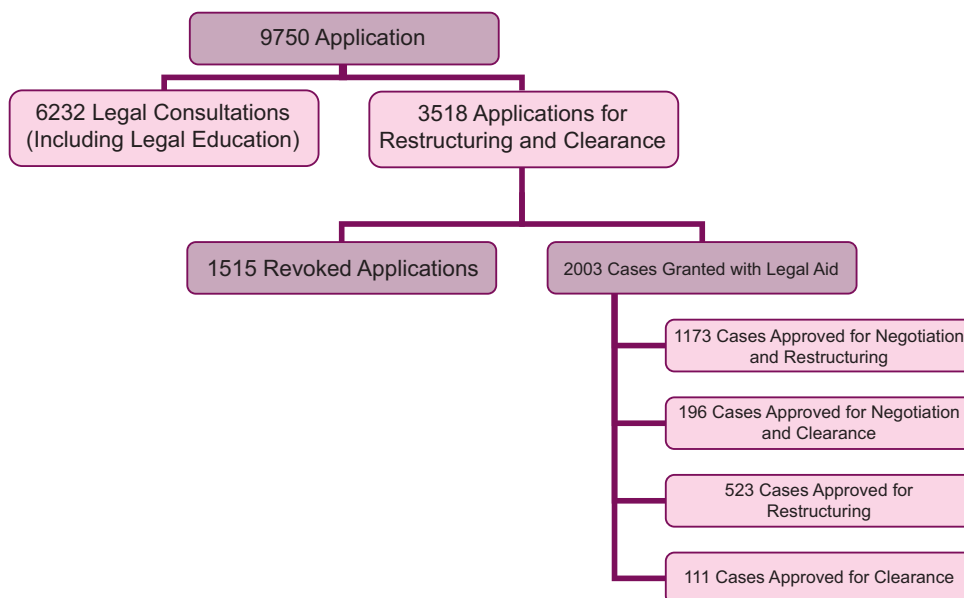 9750 Application
6232 Legal Consultations
(Including Legal Education)
3518 Applications for
Restructuring and Clearance
1515 Revoked Applications
2003 Cases Granted with Legal Aid
1173 Cases Approved for Negotiation
and Restructuring
196 Cases Approved for Negotiation
and Clearance
523 Cases Approved for
Restructuring
111 Cases Approved for Clearance